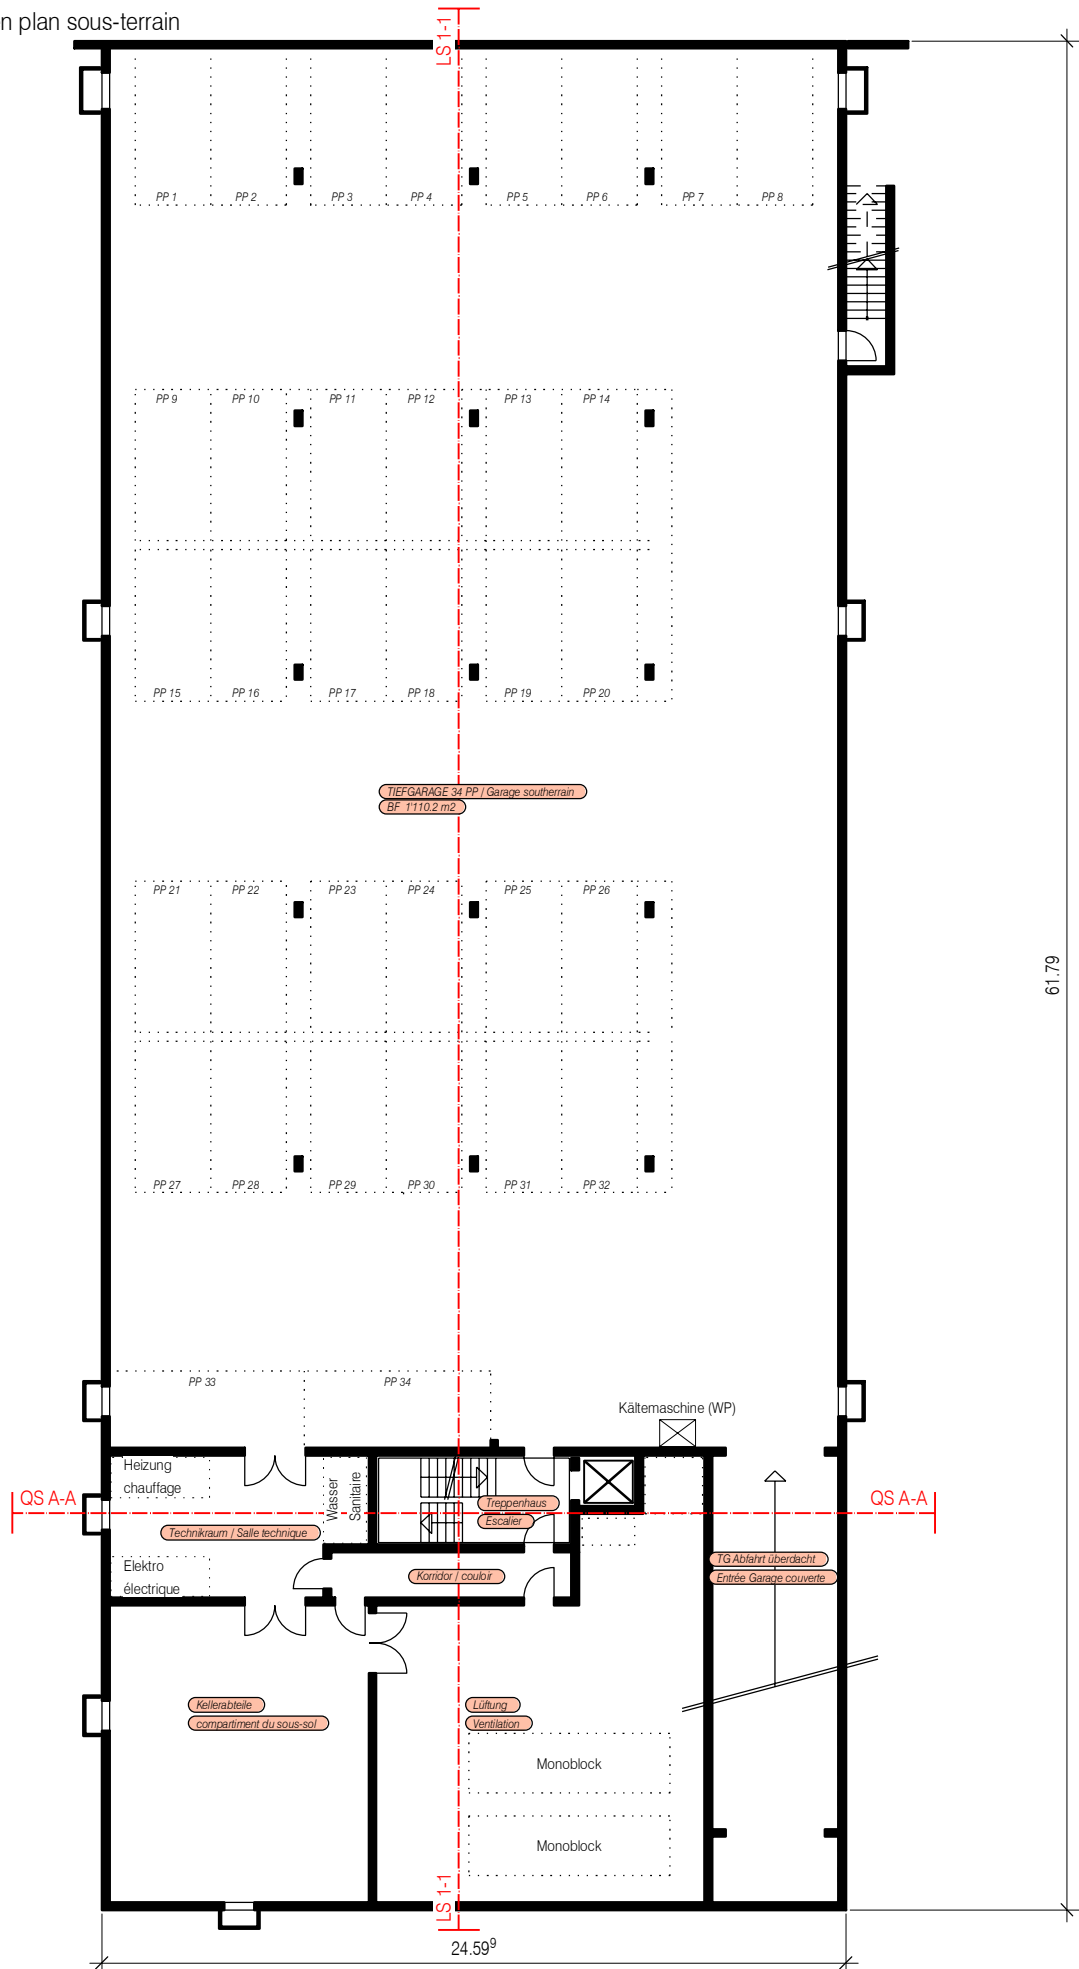 n plan sous-terrain
LS 1-1
PP 1 PP 2 PP 3 PP 4 PP 5 PP 6 PP 7 PP 8
PP 9 PP 10 PP 11 PP 12 PP 13 PP 14
PP 15 PP 16 PP 17 PP 18 PP 19 PP 20
TIEFGARAGE 34 PP / Garage southerrain
BF 1'110.2 m2
PP 21 PP 22 PP 23 PP 24 PP 25 PP 26
61.79
PP 27 PP 28 PP 29 PP 30 PP 31 PP 32
PP 33 PP 34
Kältemaschine (WP)
Heizung
chauffage
Wasser
Sanitaire
QS A-A
Treppenhaus
Escalier
QS A-A
Technikraum / Salle technique
Elektro
électrique
Korridor / couloir
TG Abfahrt überdacht
Entrée Garage couverte
Kellerabteile
compartiment du sous-sol
Lüftung
Ventilation
Monoblock
Monoblock
LS 1-1
24.59⁹